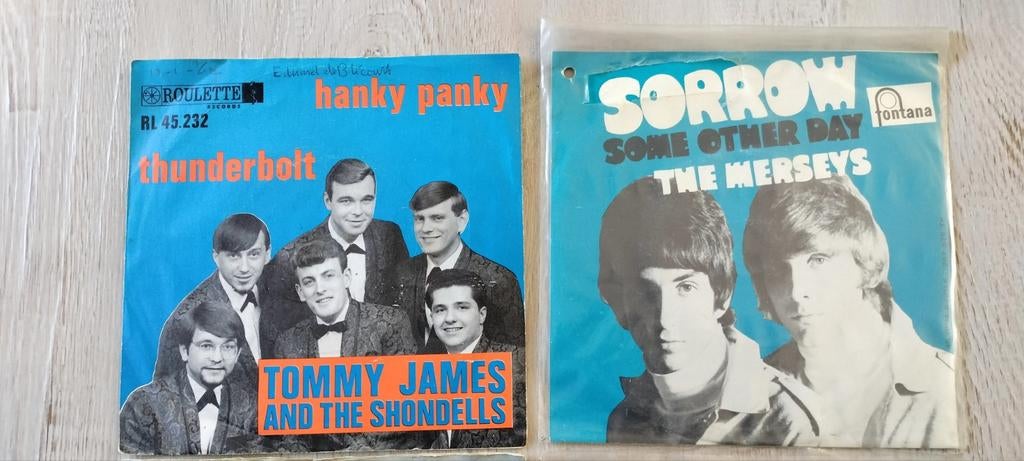 ROULETTE
RECORDS
RL 45.232
hanky panky
thunderbolt
TOMMY JAMES
AND THE SHONDELLS
SORROW
SOME OTHER DAY
THE MERSEYS
fontana